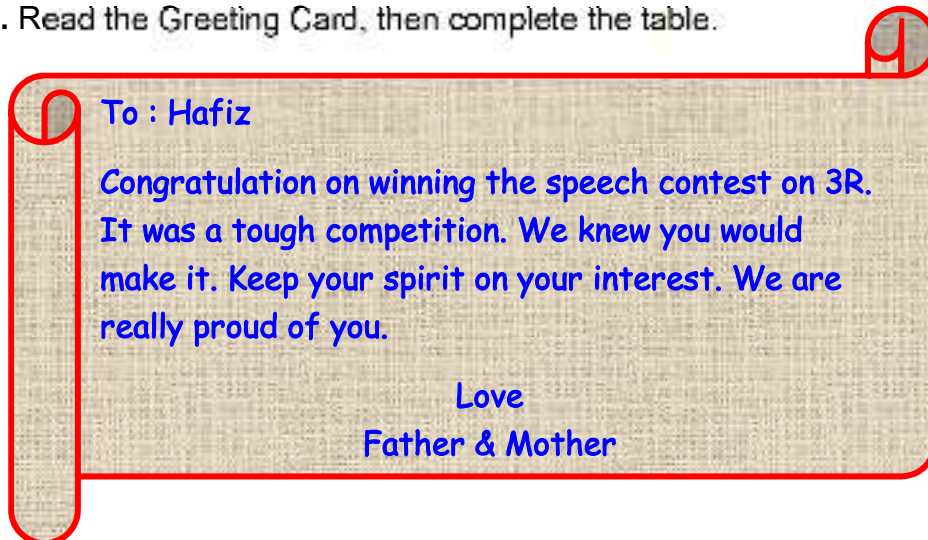 . Read the Greeting Card, then complete the table.
To : Hafiz
Congratulation on winning the speech contest on 3R.
It was a tough competition. We knew you would
make it. Keep your spirit on your interest. We are
really proud of you.
Love
Father & Mother